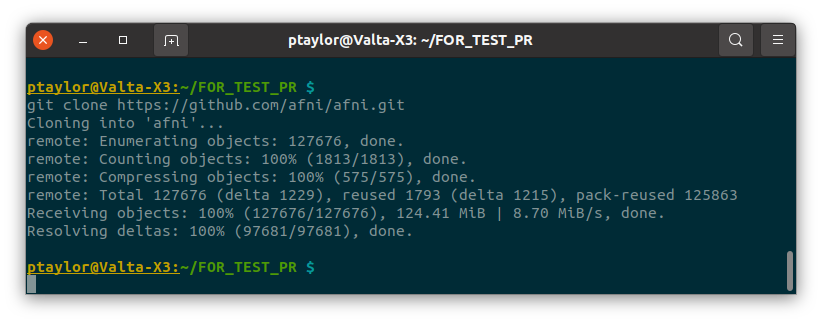 ptaylor@Valta-X3: ~/FOR_TEST_PR
ptaylor@Valta-X3:~/FOR_TEST_PR $
git clone https://github.com/afni/afni.git
Cloning into 'afni'...
remote: Enumerating objects: 127676, done.
remote: Counting objects: 100% (1813/1813), done.
remote: Compressing objects: 100% (575/575), done.
remote: Total 127676 (delta 1229), reused 1793 (delta 1215), pack-reused 125863
Receiving objects: 100% (127676/127676), 124.41 MiB | 8.70 MiB/s, done.
Resolving deltas: 100% (97681/97681), done.
ptaylor@Valta-X3:~/FOR_TEST_PR $